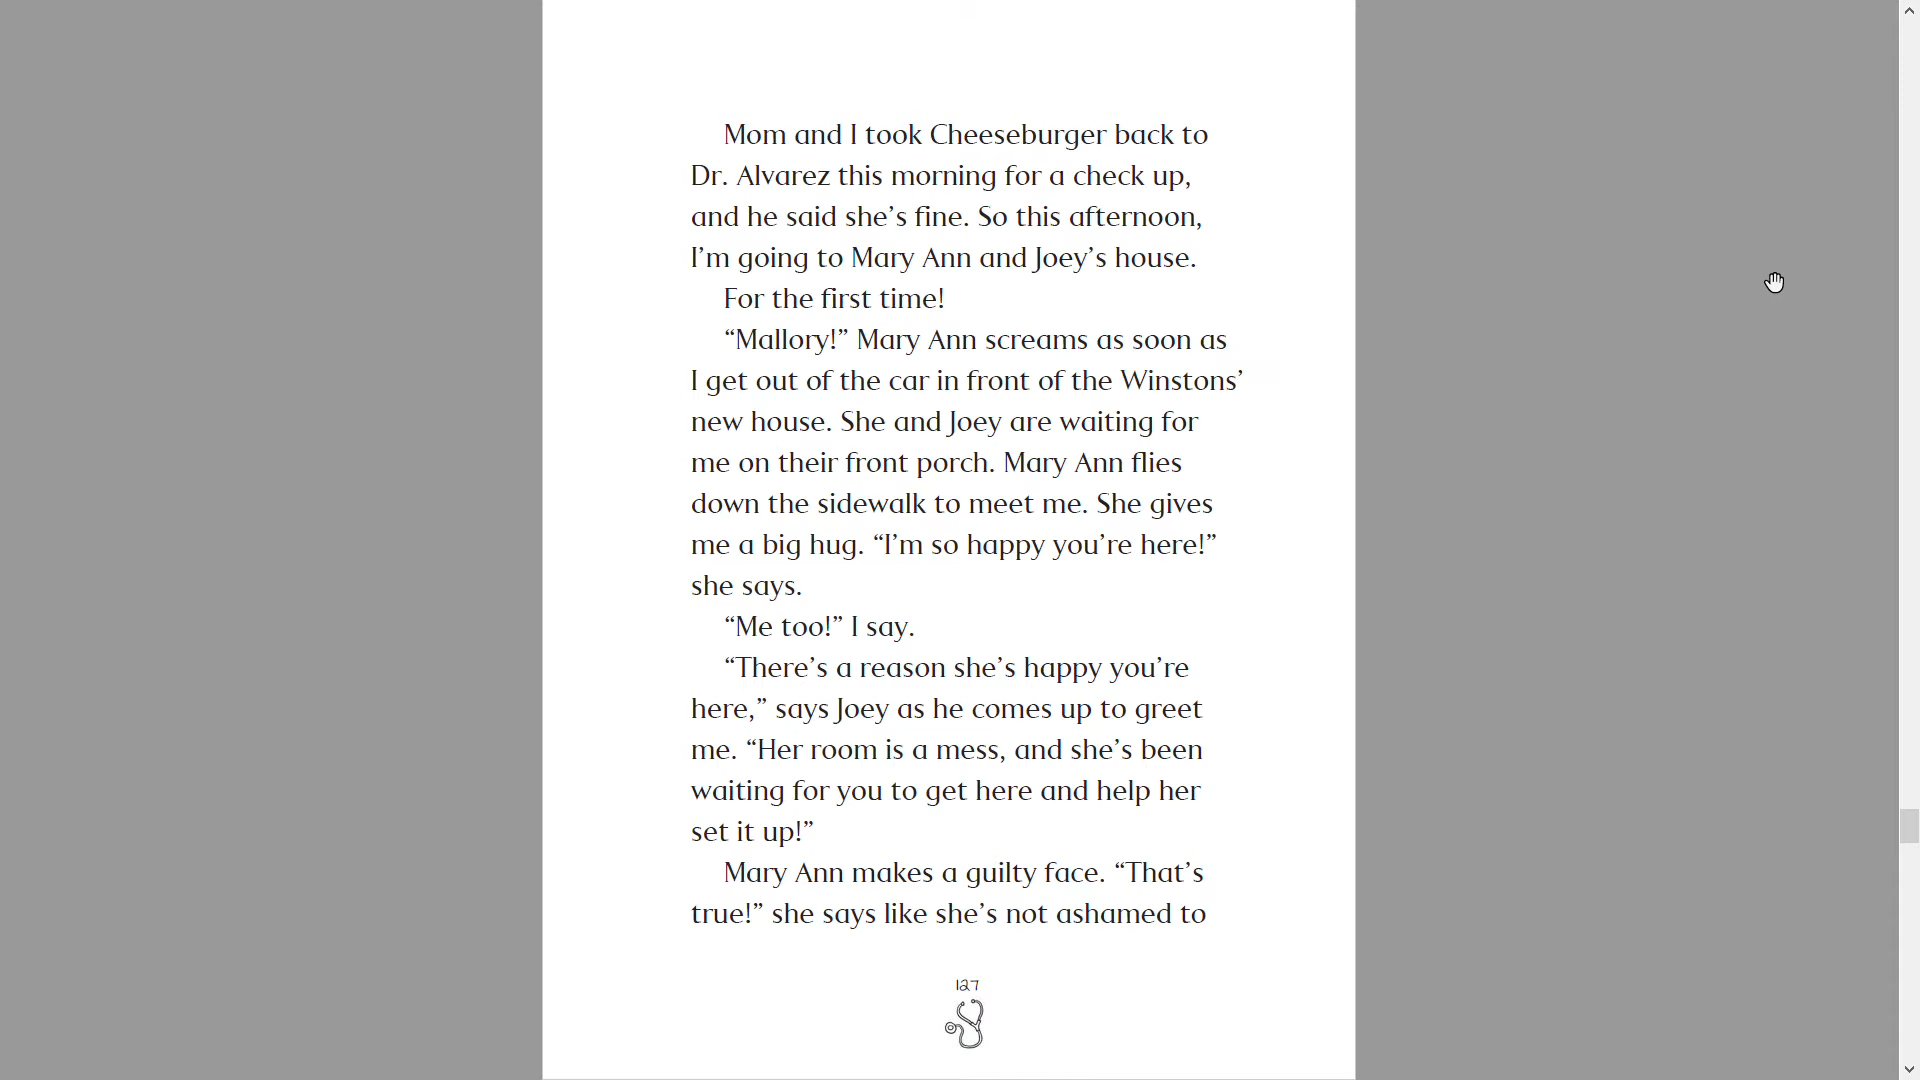 Mom and I took Cheeseburger back to
Dr. Alvarez this morning for a check up,
and he said she’s fine. So this afternoon,
I’m going to Mary Ann and Joey’s house.
For the first time!
“Mallory!” Mary Ann screams as soon as
I get out of the car in front of the Winstons’
new house. She and Joey are waiting for
me on their front porch. Mary Ann flies
down the sidewalk to meet me. She gives
me a big hug. “I’m so happy you’re here!”
she says.
“Me too!” I say.
“There’s a reason she’s happy you’re
here,” says Joey as he comes up to greet
me. “Her room is a mess, and she’s been
waiting for you to get here and help her
set it up!”
Mary Ann makes a guilty face. “That’s
true!” she says like she’s not ashamed to
127